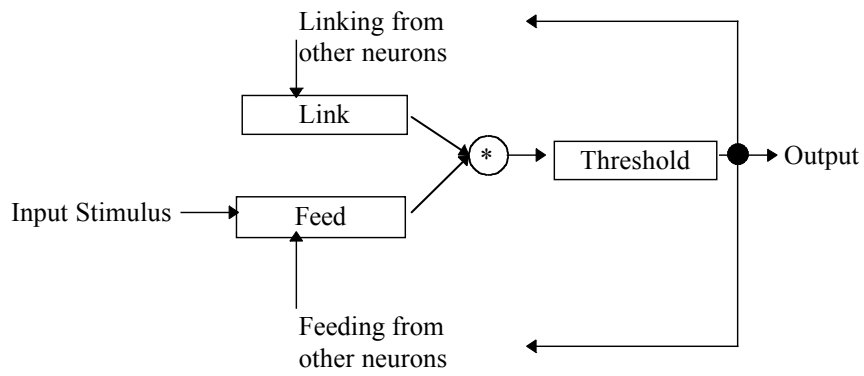 Linking from
other neurons
Link
*
Threshold
Output
Input Stimulus
Feed
Feeding from
other neurons